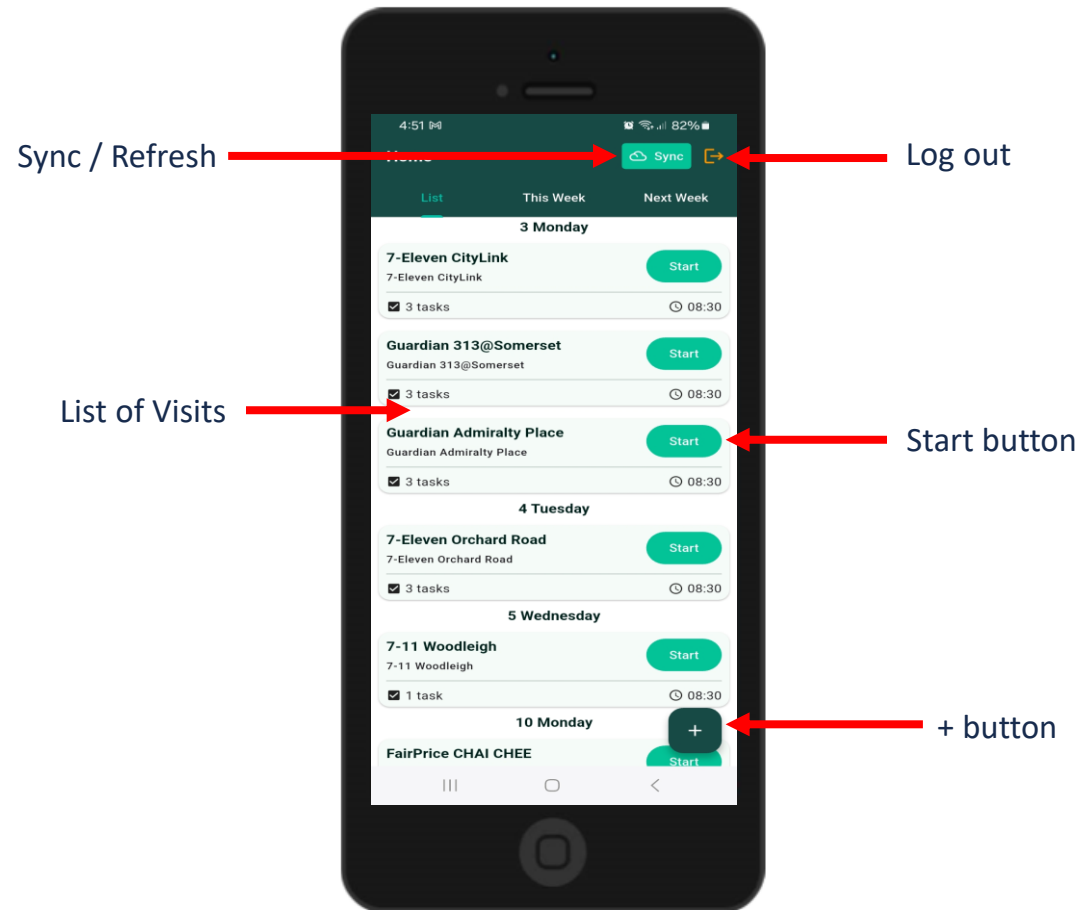 4:51
82%
Sync / Refresh
Home
Sync
Log out
List
This Week
Next Week
3 Monday
7-Eleven CityLink
Start
7-Eleven CityLink
3 tasks
08:30
Guardian 313@Somerset
Start
Guardian 313@Somerset
3 tasks
08:30
List of Visits
Guardian Admiralty Place
Start
Start button
Guardian Admiralty Place
3 tasks
08:30
4 Tuesday
7-Eleven Orchard Road
Start
7-Eleven Orchard Road
3 tasks
08:30
5 Wednesday
7-11 Woodleigh
Start
7-11 Woodleigh
1 task
08:30
10 Monday
+
+ button
FairPrice CHAI CHEE
Start